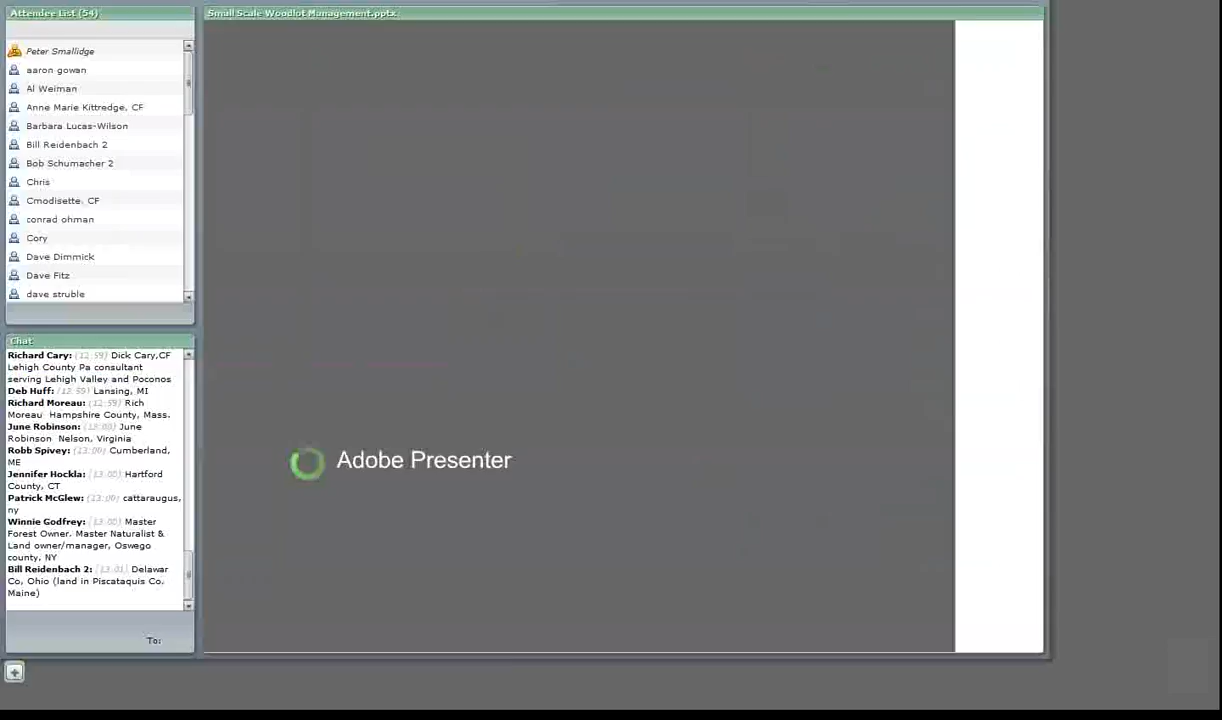 Attendee List (54)
Peter Smallidge
aaron gowan
Al Weiman
Anne Marie Kittredge, CF
Barbara Lucas-Wilson
Bill Reidenbach 2
Bob Schumacher 2
Chris
Cmodisette, CF
conrad ohman
Cory
Dave Dimmick
Dave Fitz
dave struble
Chat
Richard Cary: (12:59) Dick Cary,CF
Lehigh County Pa consultant
serving Lehigh Valley and Poconos
Deb Huff: (12:59) Lansing, MI
Richard Moreau: (12:59) Rich
Moreau Hampshire County, Mass.
June Robinson: (13:00) June
Robinson Nelson, Virginia
Robb Spivey: (13:00) Cumberland,
ME
Jennifer Hockla: (13:00) Hartford
County, CT
Patrick McGlew: (13:00) cattaraugus,
ny
Winnie Godfrey: (13:00) Master
Forest Owner. Master Naturalist &
Land owner/manager, Oswego
county, NY
Bill Reidenbach 2: (13:01) Delawar
Co, Ohio (land in Piscataquis Co,
Maine)
To:
Small Scale Woodlot Management.pptx
Adobe Presenter